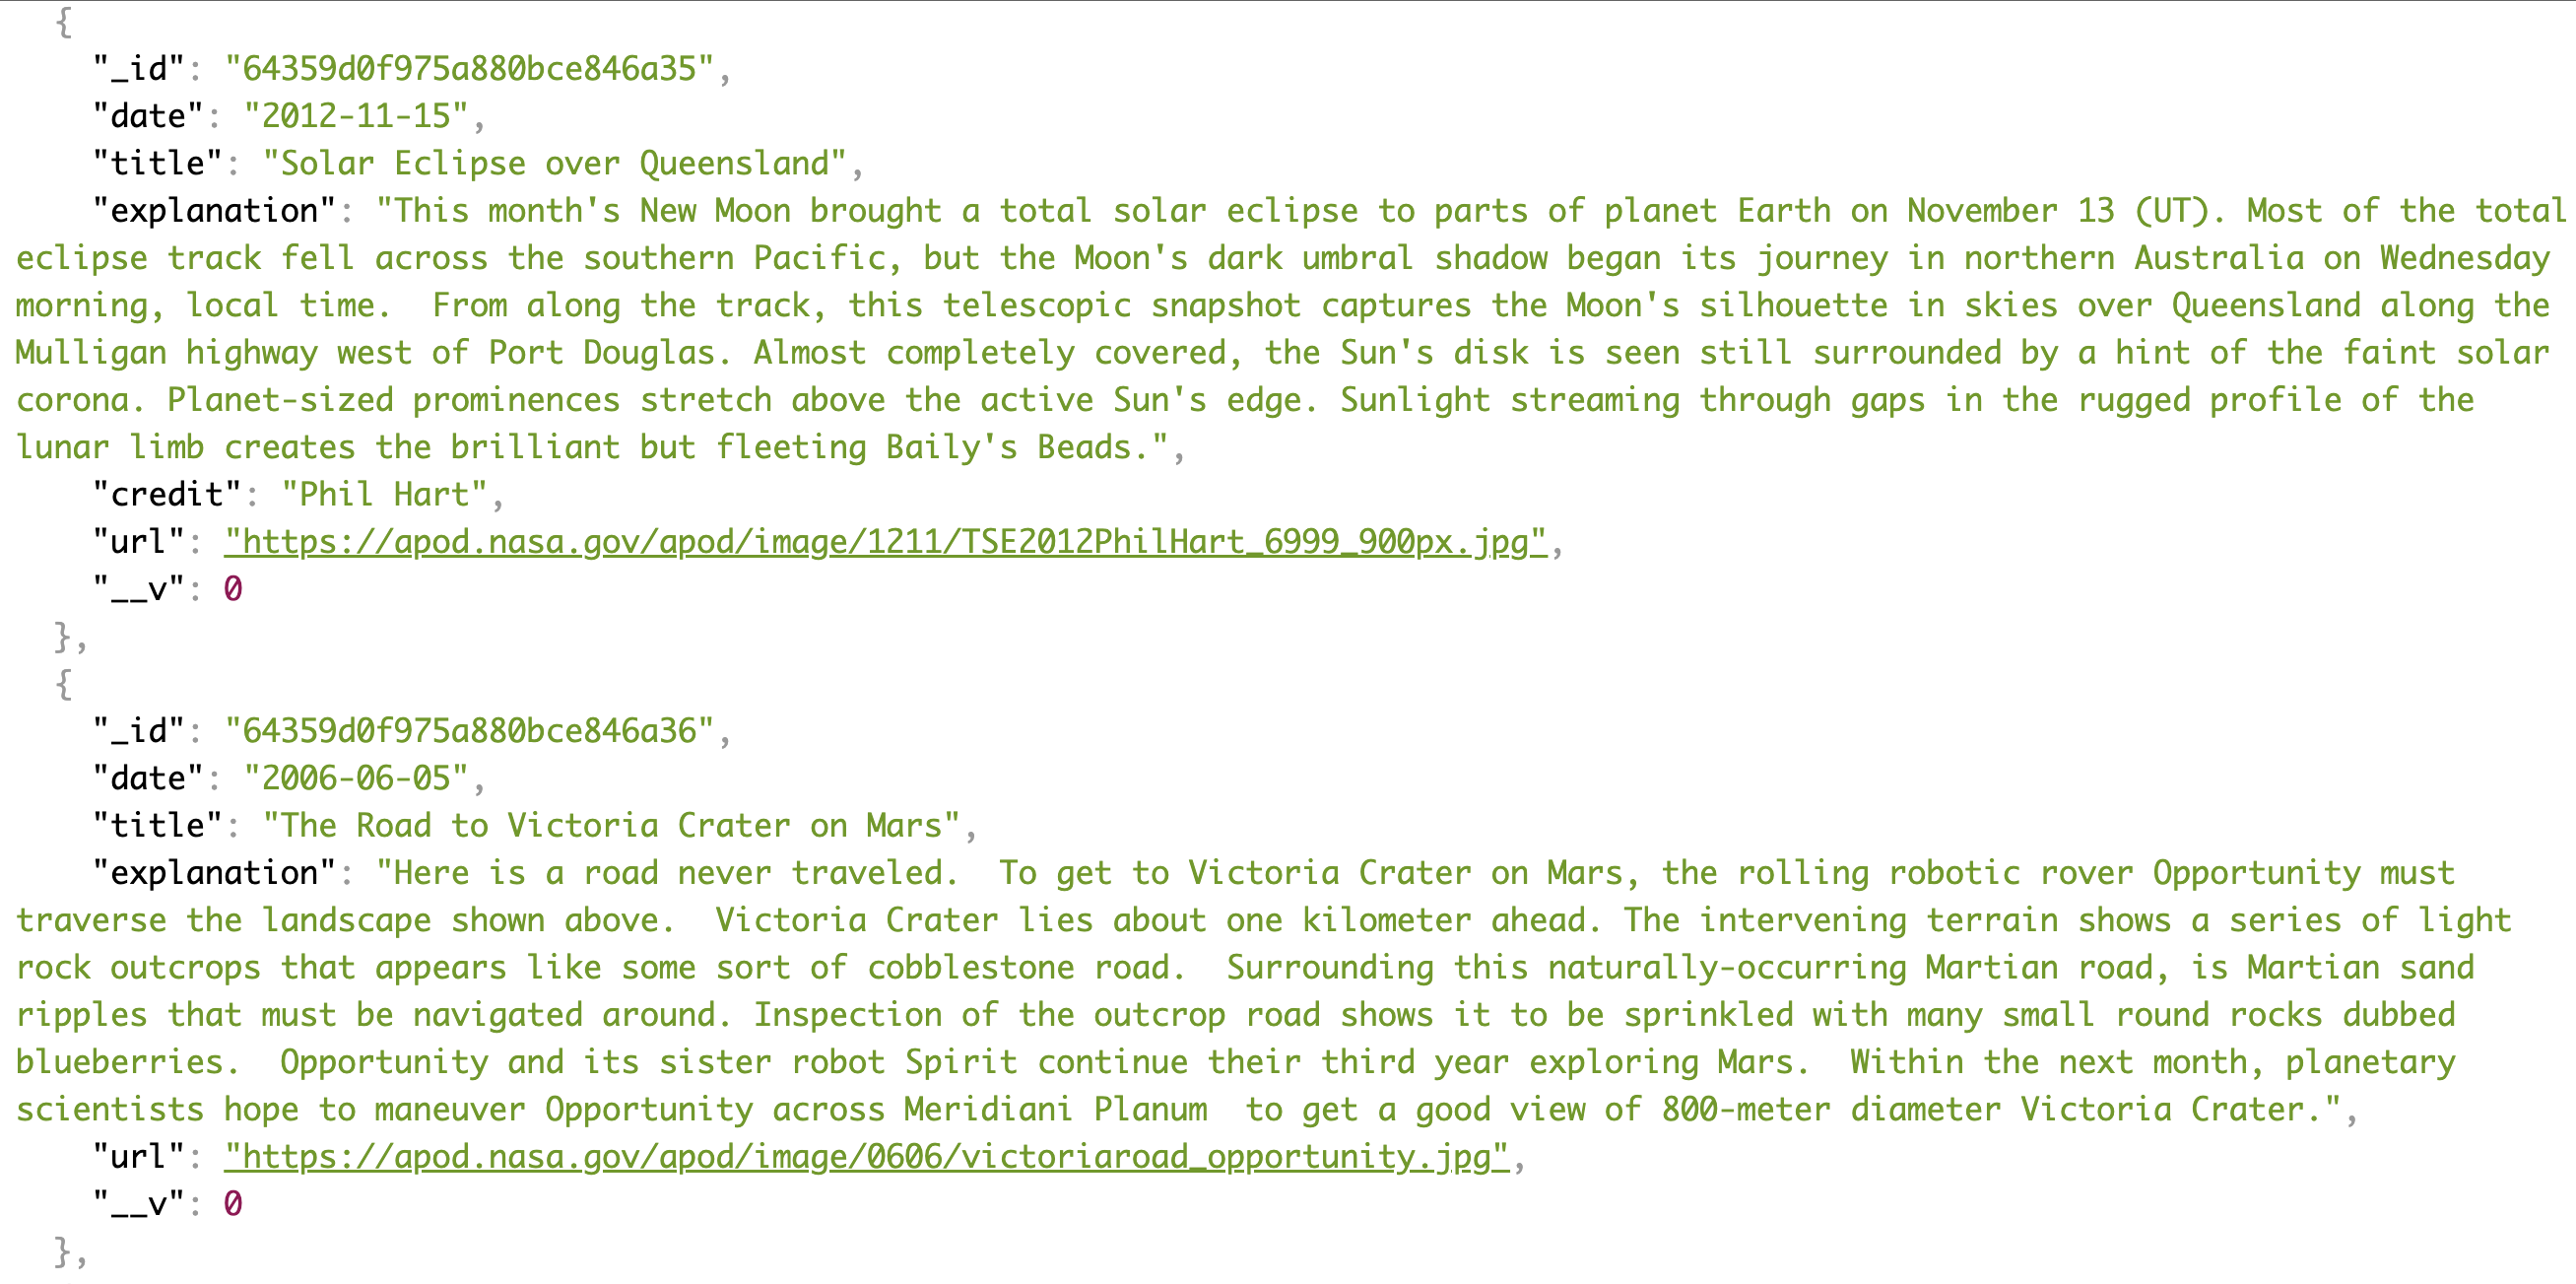 {
"_id": "64359d0f975a880bce846a35",
"date": "2012-11-15",
"title": "Solar Eclipse over Queensland",
"explanation": "This month's New Moon brought a total solar eclipse to parts of planet Earth on November 13 (UT). Most of the total
eclipse track fell across the southern Pacific, but the Moon's dark umbral shadow began its journey in northern Australia on Wednesday
morning, local time.  From along the track, this telescopic snapshot captures the Moon's silhouette in skies over Queensland along the
Mulligan highway west of Port Douglas. Almost completely covered, the Sun's disk is seen still surrounded by a hint of the faint solar
corona. Planet-sized prominences stretch above the active Sun's edge. Sunlight streaming through gaps in the rugged profile of the
lunar limb creates the brilliant but fleeting Baily's Beads.",
"credit": "Phil Hart",
"url": "https://apod.nasa.gov/apod/image/1211/TSE2012PhilHart_6999_900px.jpg",
"__v": 0
},
{
"_id": "64359d0f975a880bce846a36",
"date": "2006-06-05",
"title": "The Road to Victoria Crater on Mars",
"explanation": "Here is a road never traveled.  To get to Victoria Crater on Mars, the rolling robotic rover Opportunity must
traverse the landscape shown above.  Victoria Crater lies about one kilometer ahead. The intervening terrain shows a series of light
rock outcrops that appears like some sort of cobblestone road.  Surrounding this naturally-occurring Martian road, is Martian sand
ripples that must be navigated around. Inspection of the outcrop road shows it to be sprinkled with many small round rocks dubbed
blueberries.  Opportunity and its sister robot Spirit continue their third year exploring Mars.  Within the next month, planetary
scientists hope to maneuver Opportunity across Meridiani Planum  to get a good view of 800-meter diameter Victoria Crater.",
"url": "https://apod.nasa.gov/apod/image/0606/victoriaroad_opportunity.jpg",
"__v": 0
},